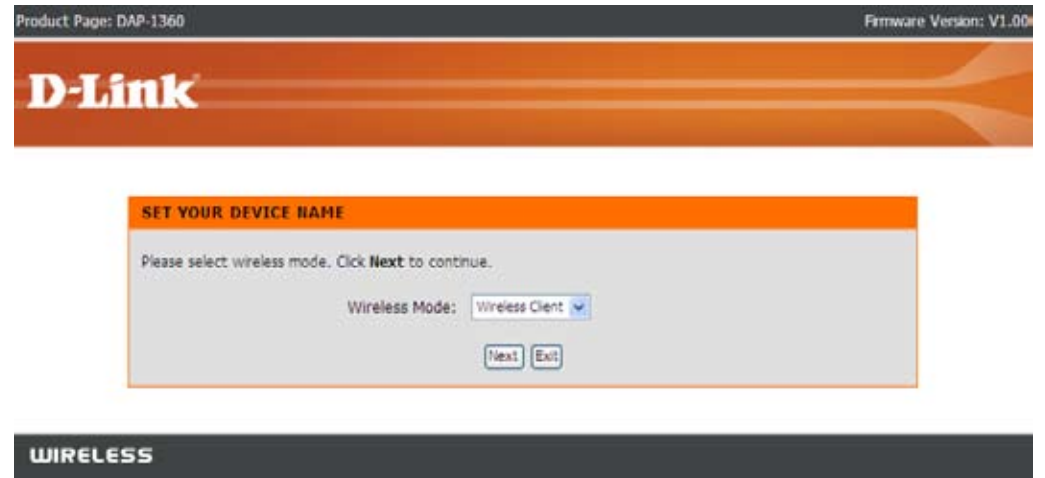 Product Page: DAP-1360 Firmware Version: V1.00
D-Link
SET YOUR DEVICE NAME
Please select wireless mode. Click Next to continue.
Wireless Mode: Wireless Client
Next Exit
WIRELESS